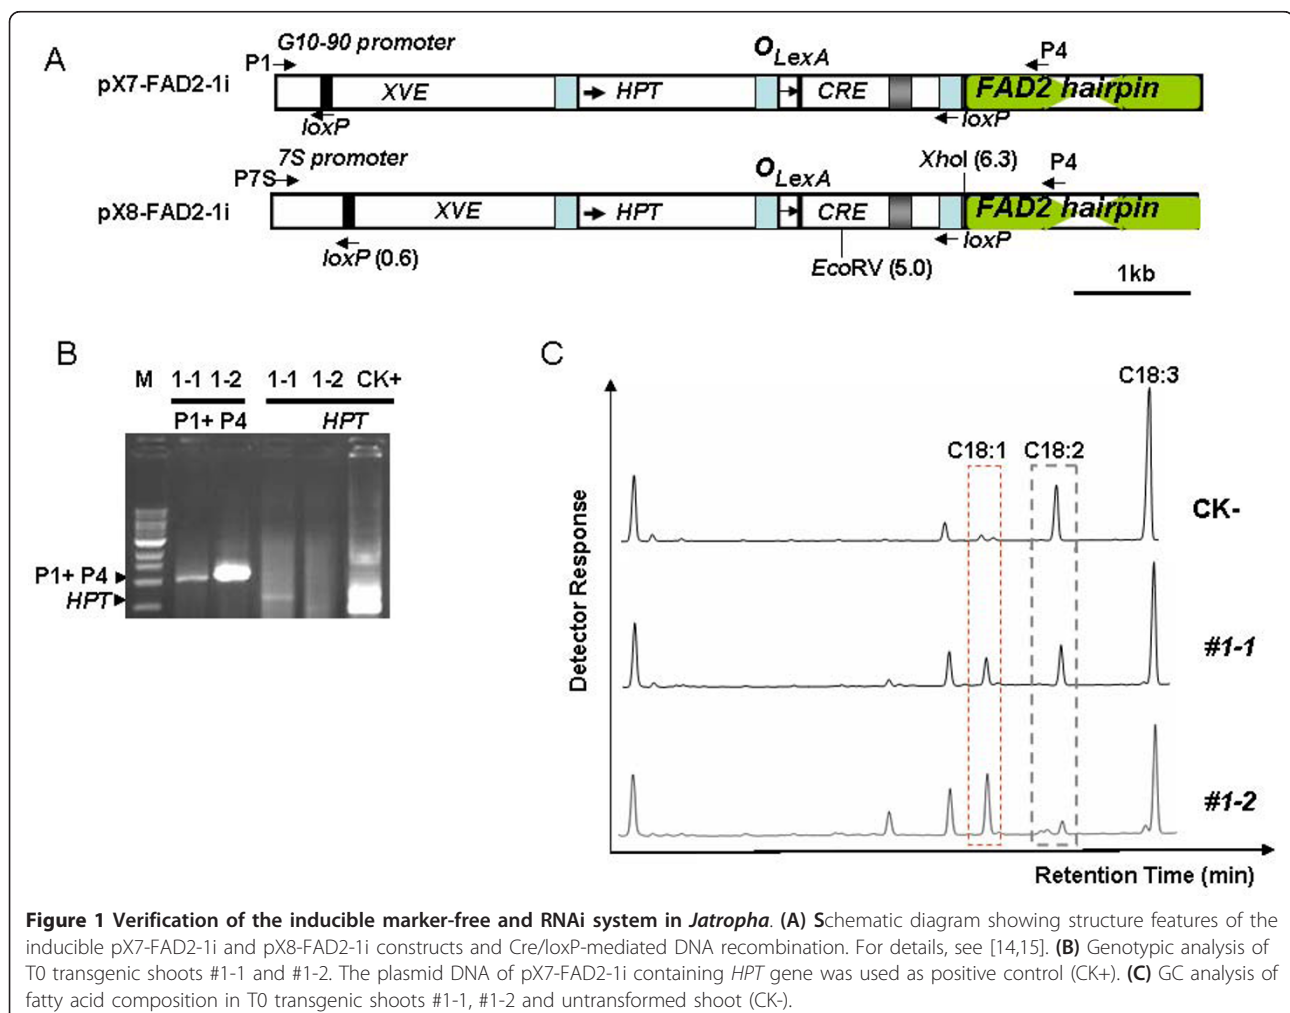 A
G10-90 promoter
P1
OLexA
P4
pX7-FAD2-1i
XVE
HPT
CRE
FAD2 hairpin
loxP
loxP
7S promoter
P7S
OLexA
XhoI (6.3)
P4
pX8-FAD2-1i
XVE
HPT
CRE
FAD2 hairpin
loxP (0.6)
loxP
EcoRV (5.0)
1kb
B
M 1-1 1-2 1-1 1-2 CK+
P1+ P4 HPT
P1+ P4
HPT
C
C18:3
C18:1
C18:2
CK-
#1-1
#1-2
Detector Response
Retention Time (min)
Figure 1 Verification of the inducible marker-free and RNAi system in Jatropha. (A) Schematic diagram showing structure features of the
inducible pX7-FAD2-1i and pX8-FAD2-1i constructs and Cre/loxP-mediated DNA recombination. For details, see [14,15]. (B) Genotypic analysis of
T0 transgenic shoots #1-1 and #1-2. The plasmid DNA of pX7-FAD2-1i containing HPT gene was used as positive control (CK+). (C) GC analysis of
fatty acid composition in T0 transgenic shoots #1-1, #1-2 and untransformed shoot (CK-).